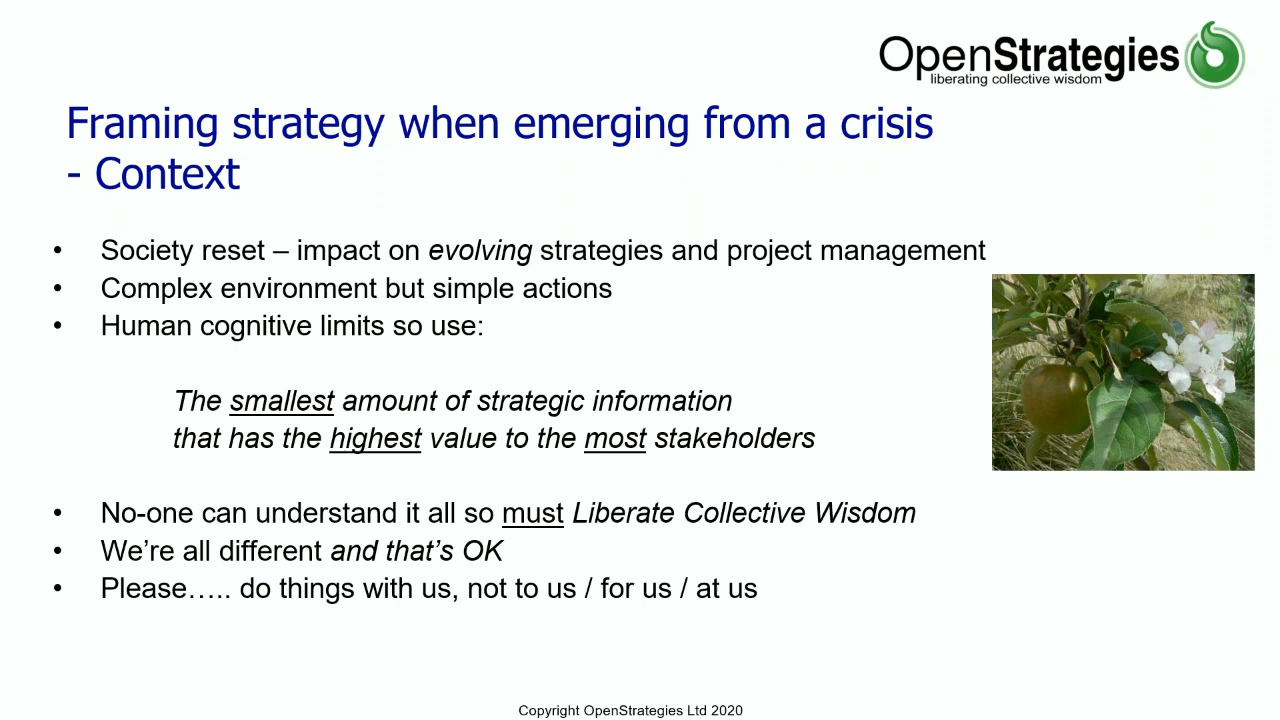 OpenStrategies
liberating collective wisdom
Framing strategy when emerging from a crisis
- Context
• Society reset – impact on evolving strategies and project management
• Complex environment but simple actions
• Human cognitive limits so use:
The smallest amount of strategic information
that has the highest value to the most stakeholders
• No-one can understand it all so must Liberate Collective Wisdom
• We’re all different and that’s OK
• Please….. do things with us, not to us / for us / at us
Copyright OpenStrategies Ltd 2020